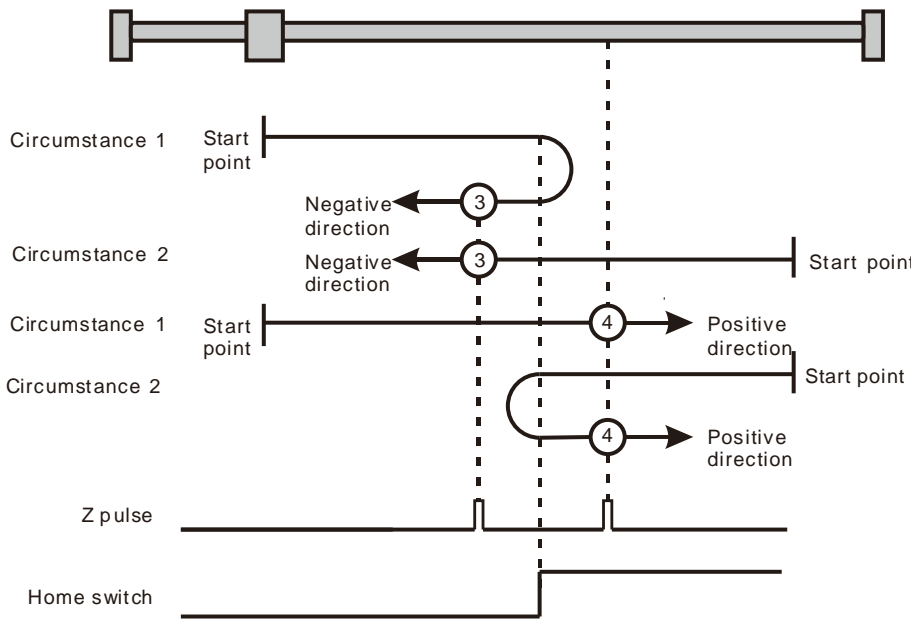 Circumstance 1
Start
point
3
Negative
direction
Circumstance 2
3
Negative
direction
Start point
Circumstance 1
Start
point
4
Positive
direction
Circumstance 2
Start point
4
Positive
direction
Z pulse
Home switch